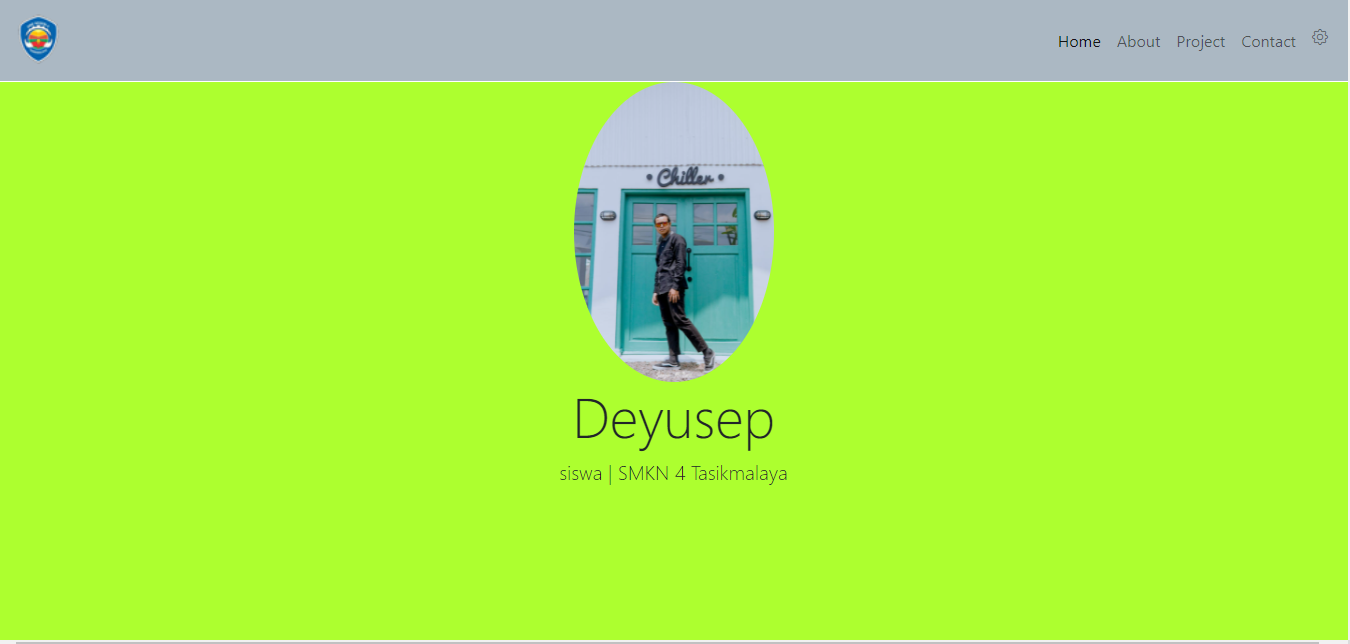 Home About Project Contact
• Chiller •
Deyusep
siswa | SMKN 4 Tasikmalaya